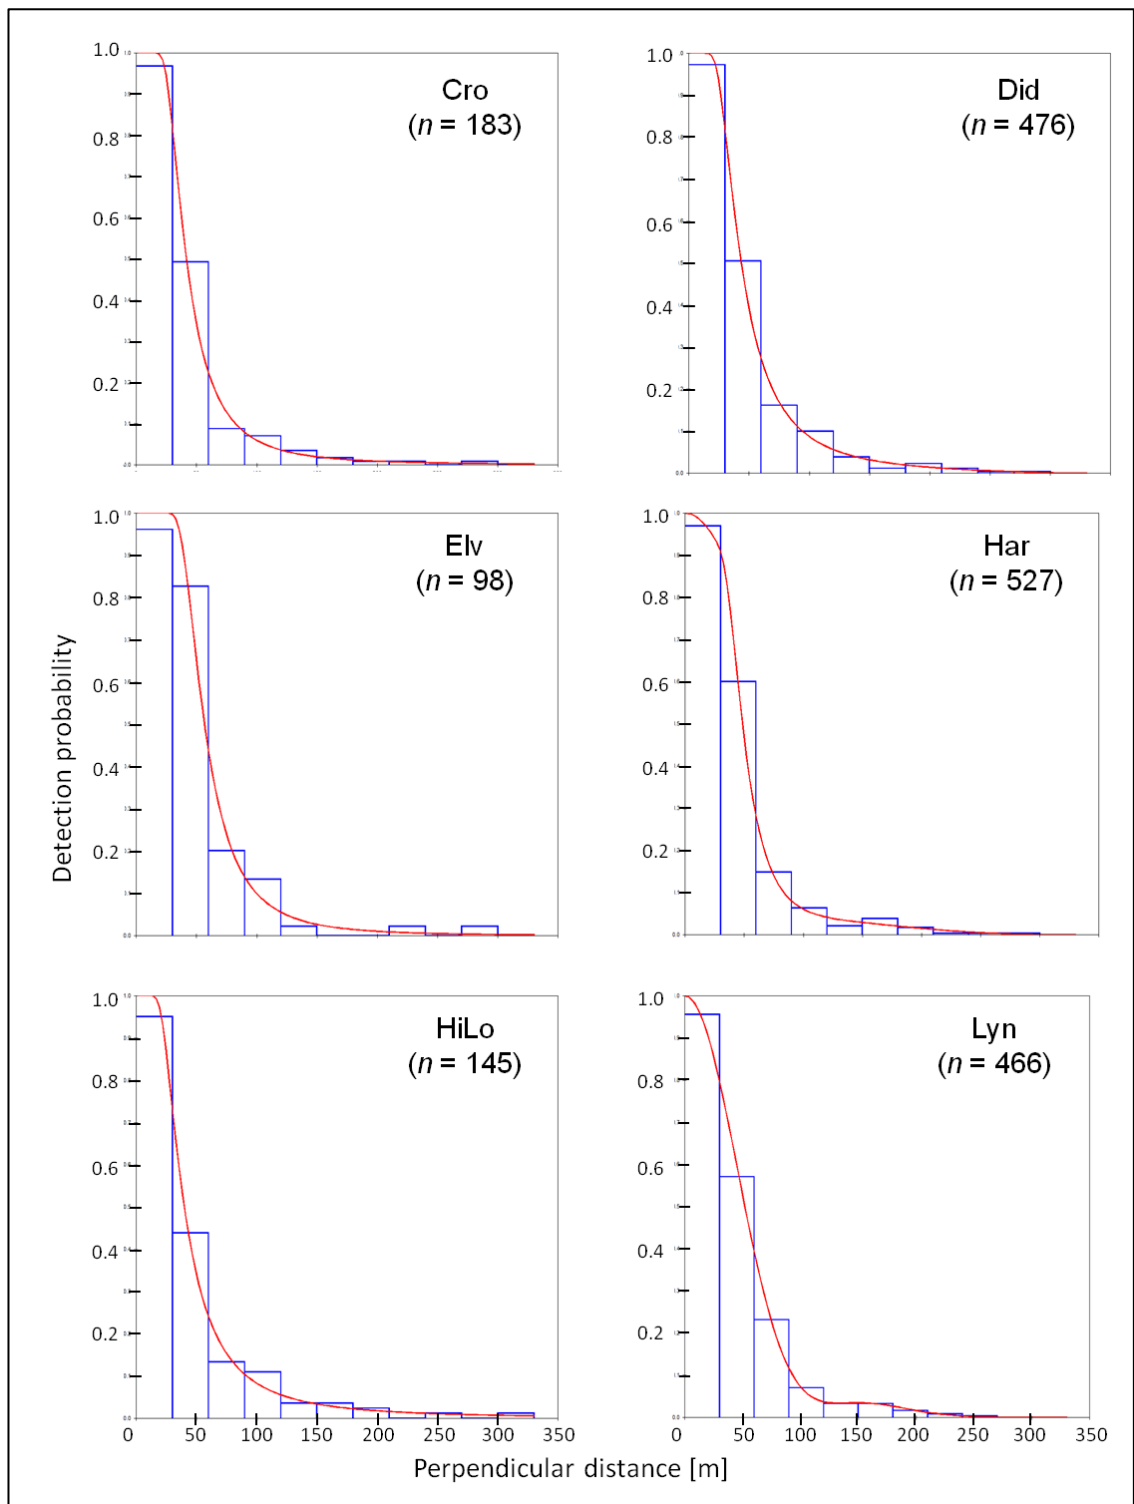 Detection probability
1.0
0.8
0.6
0.4
0.2
Cro
(n = 183)
1.0
0.8
0.6
0.4
0.2
Did
(n = 476)
1.0
0.8
0.6
0.4
0.2
Elv
(n = 98)
1.0
0.8
0.6
0.4
0.2
Har
(n = 527)
1.0
0.8
0.6
0.4
0.2
HiLo
(n = 145)
0 50 100 150 200 250 300 350
1.0
0.8
0.6
0.4
0.2
Lyn
(n = 466)
0 50 100 150 200 250 300 350
Perpendicular distance [m]